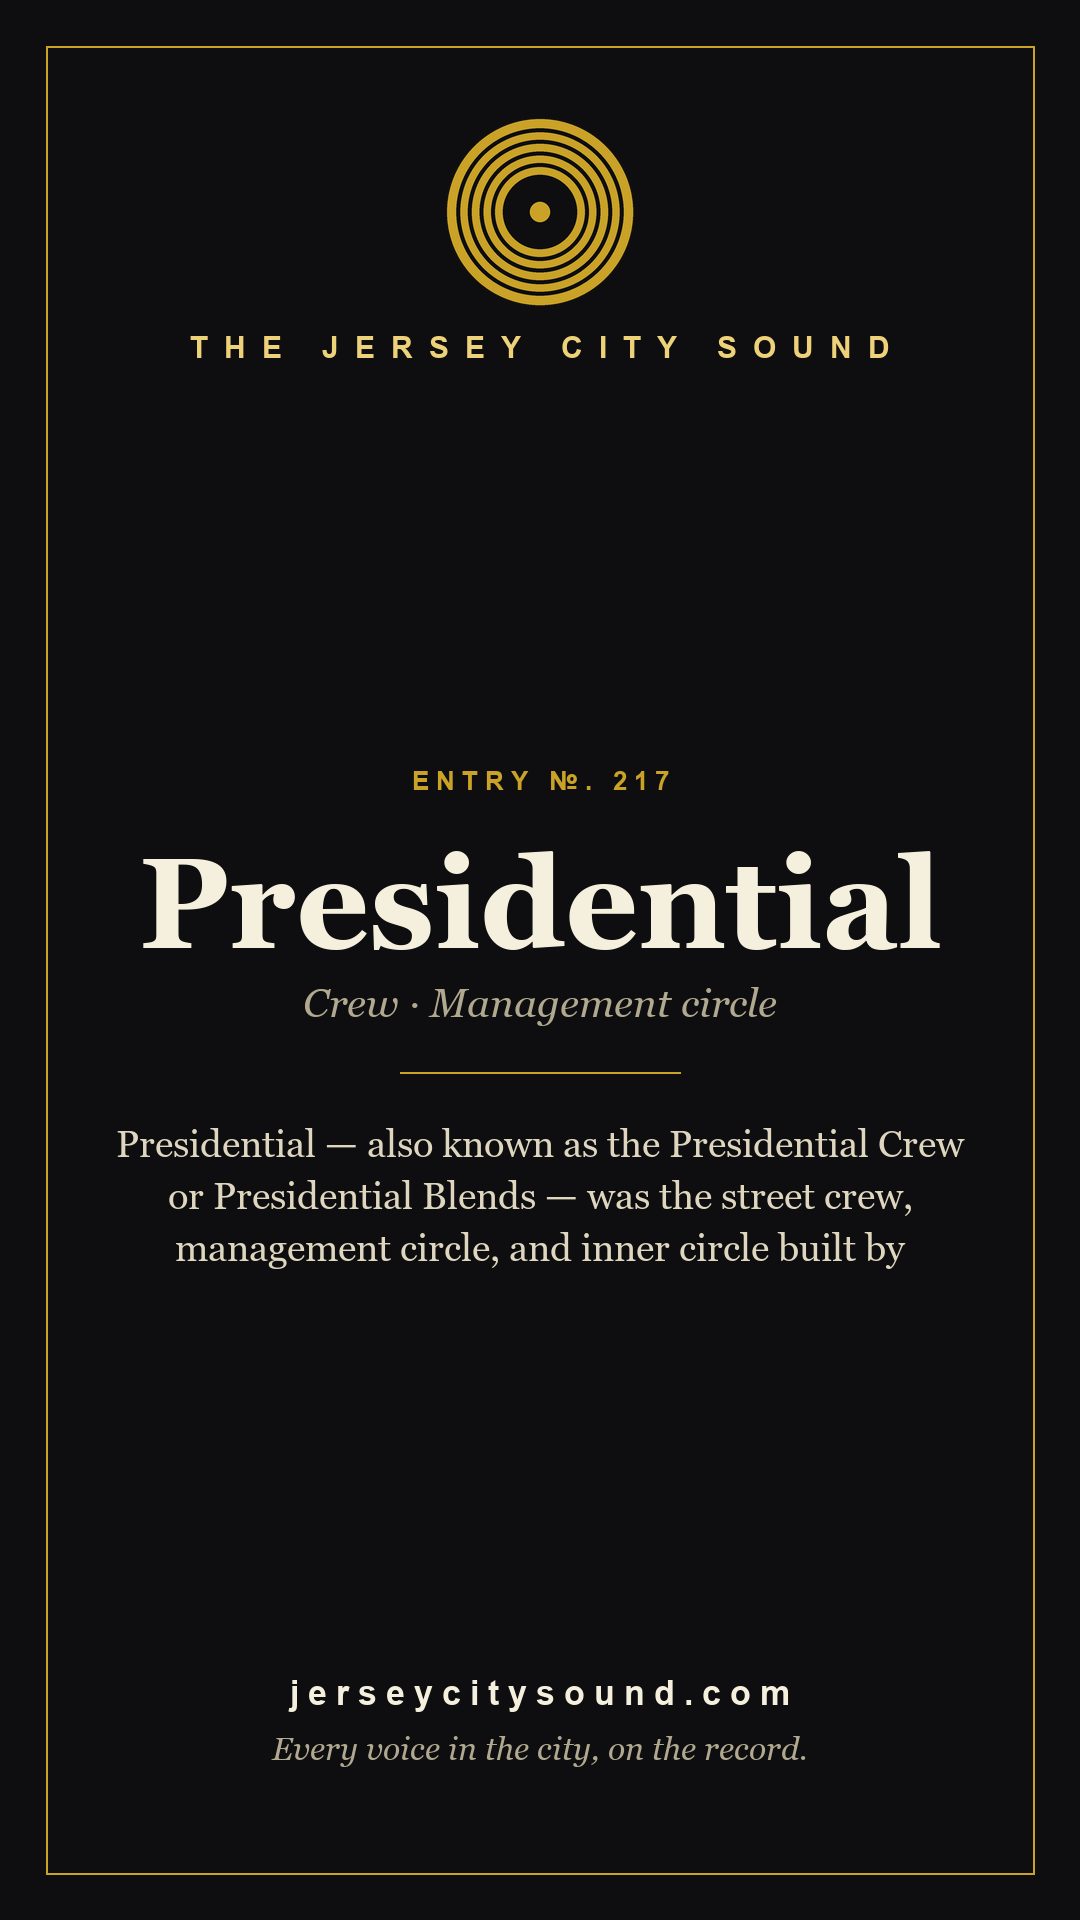 THE JERSEY CITY SOUND
ENTRY №. 217
Presidential
Crew · Management circle
Presidential — also known as the Presidential Crew
or Presidential Blends — was the street crew,
management circle, and inner circle built by
jerseycitysound.com
Every voice in the city, on the record.